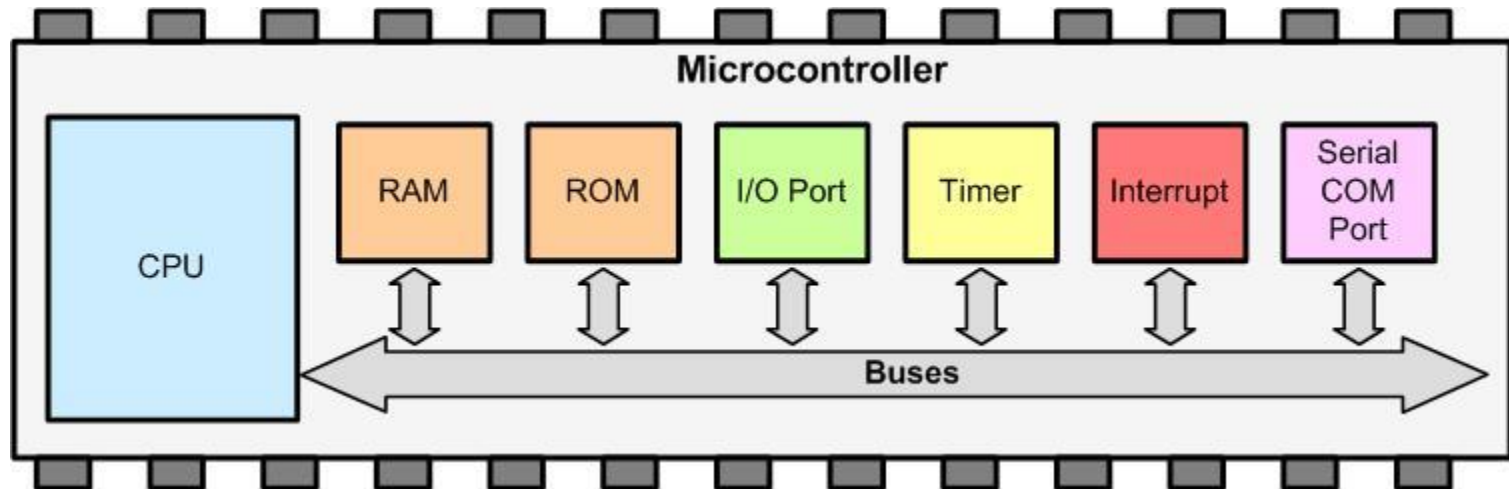 Microcontroller
CPU
RAM
ROM
I/O Port
Timer
Interrupt
Serial
COM
Port
Buses